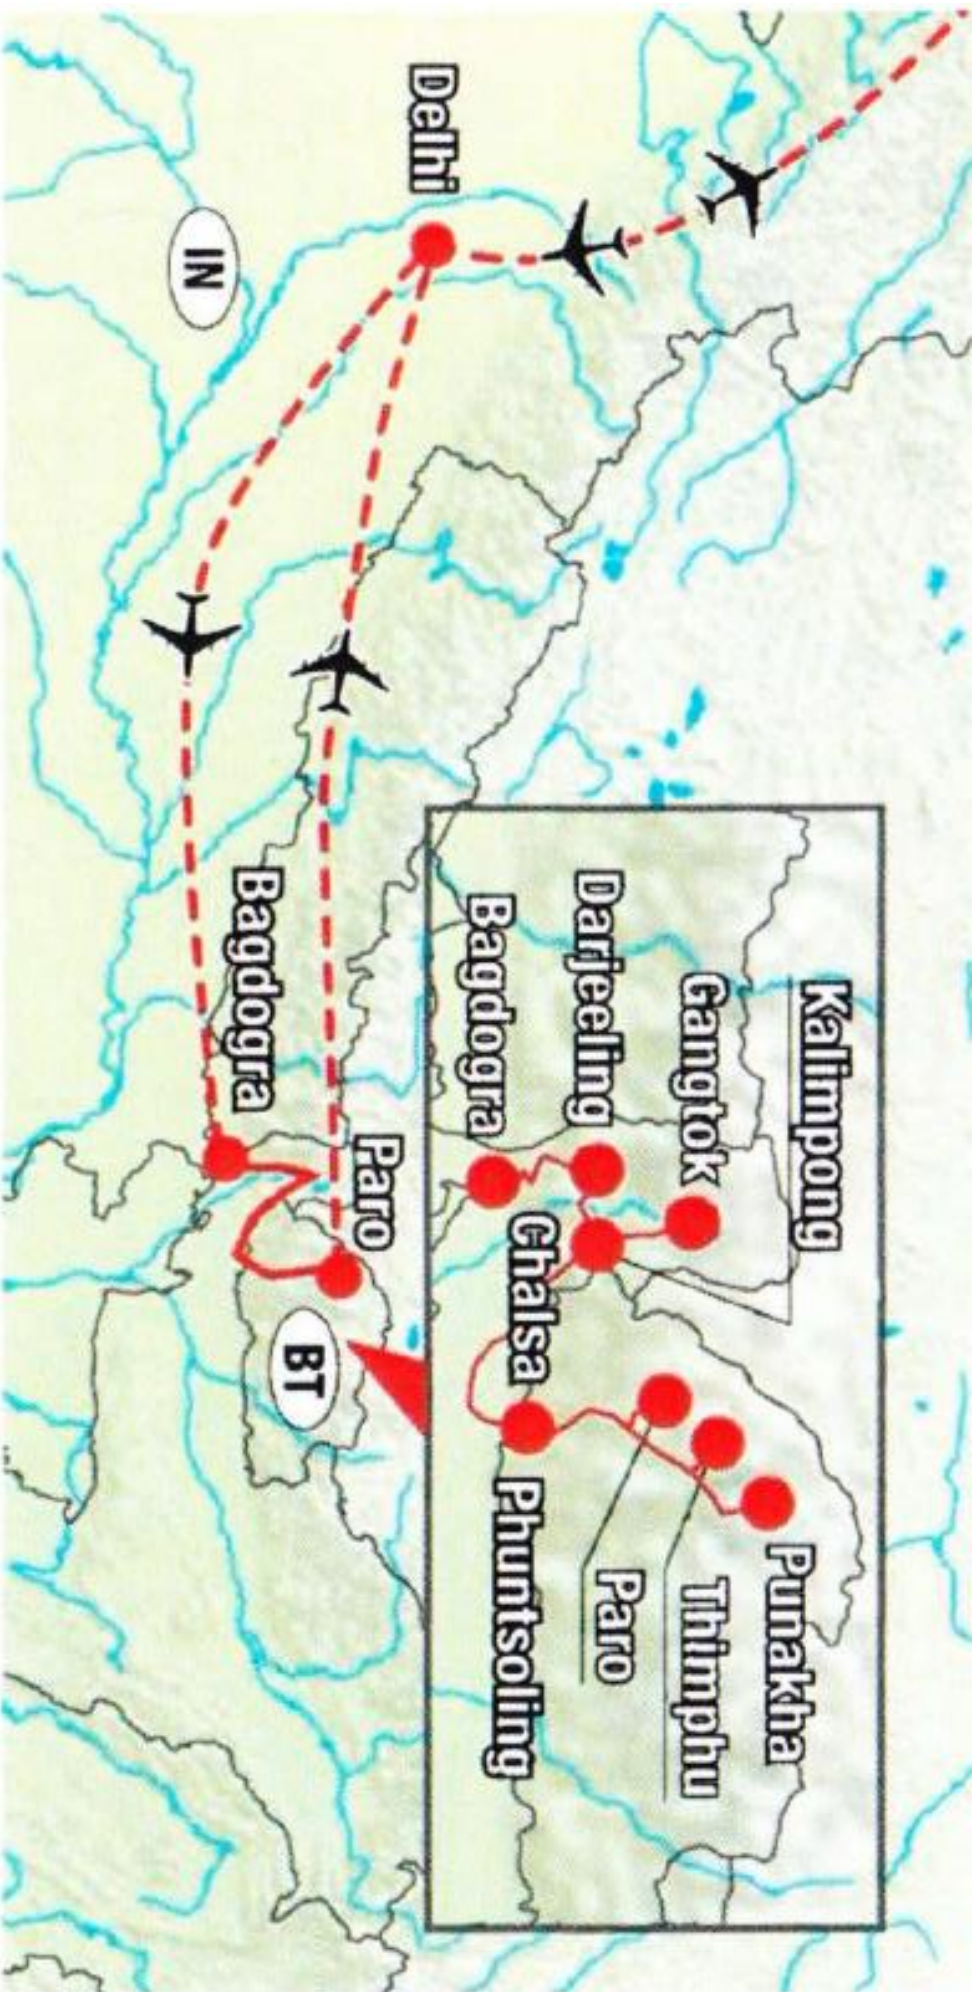 Delhi
IN
Bagdogra
Paro
BT
Kalimpong
Gangtok
Darjeeling
Bagdogra
Chalsa
Punakha
Thimphu
Paro
Phuntsoling